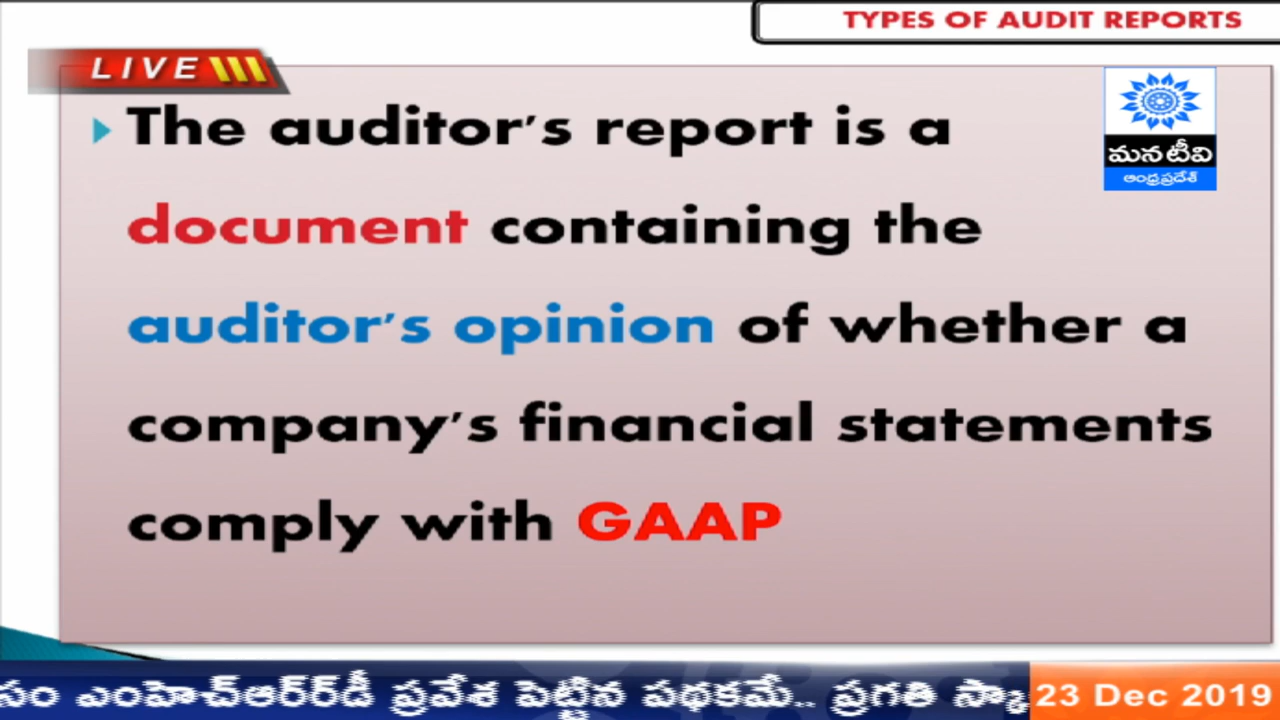 TYPES OF AUDIT REPORTS
LIVE
The auditor's report is a
document containing the
auditor's opinion of whether a
company's financial statements
comply with GAAP
మన టీవి
ఆంధ్రప్రదేశ్
సం ఎంహెచ్ఆర్ర్డీ ప్రవేశ పెట్టిన పథకమే.. ప్రగతి స్కా
23 Dec 2019